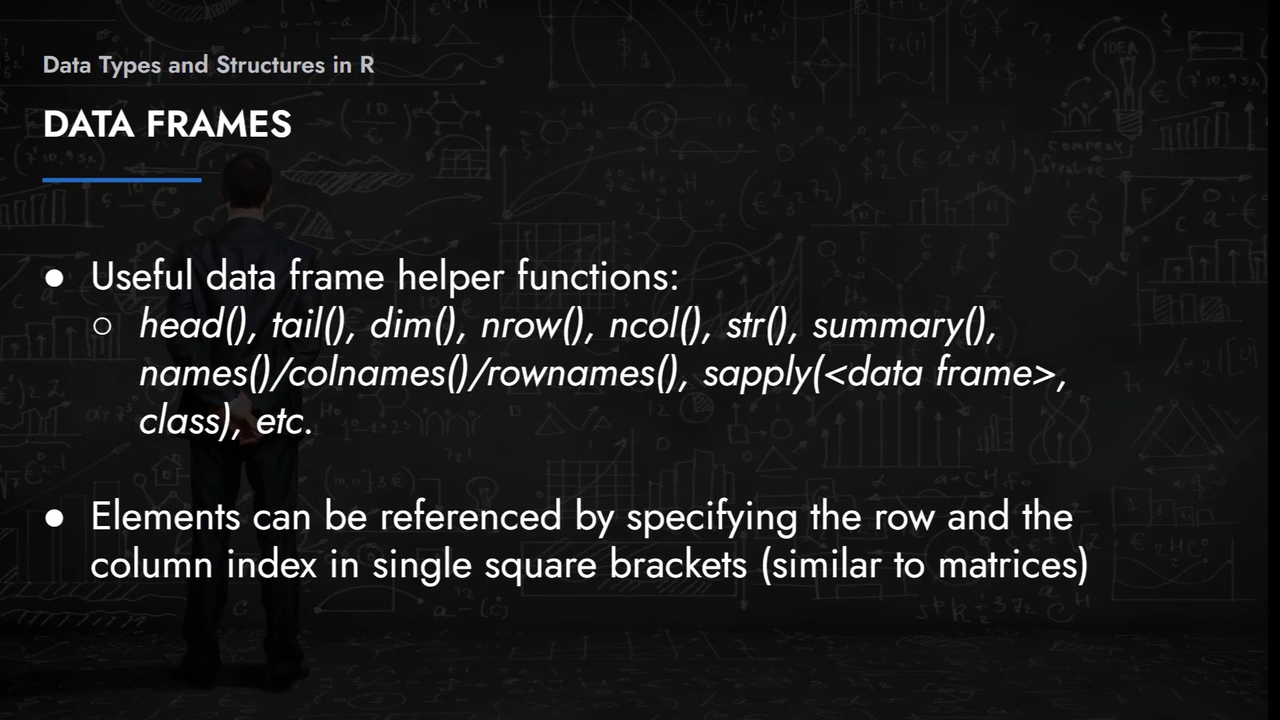 Data Types and Structures in R
DATA FRAMES
● Useful data frame helper functions:
○ head(), tail(), dim(), nrow(), ncol(), str(), summary(),
names()/colnames()/rownames(), sapply(<data frame>,
class), etc.
● Elements can be referenced by specifying the row and the
column index in single square brackets (similar to matrices)
IDEA